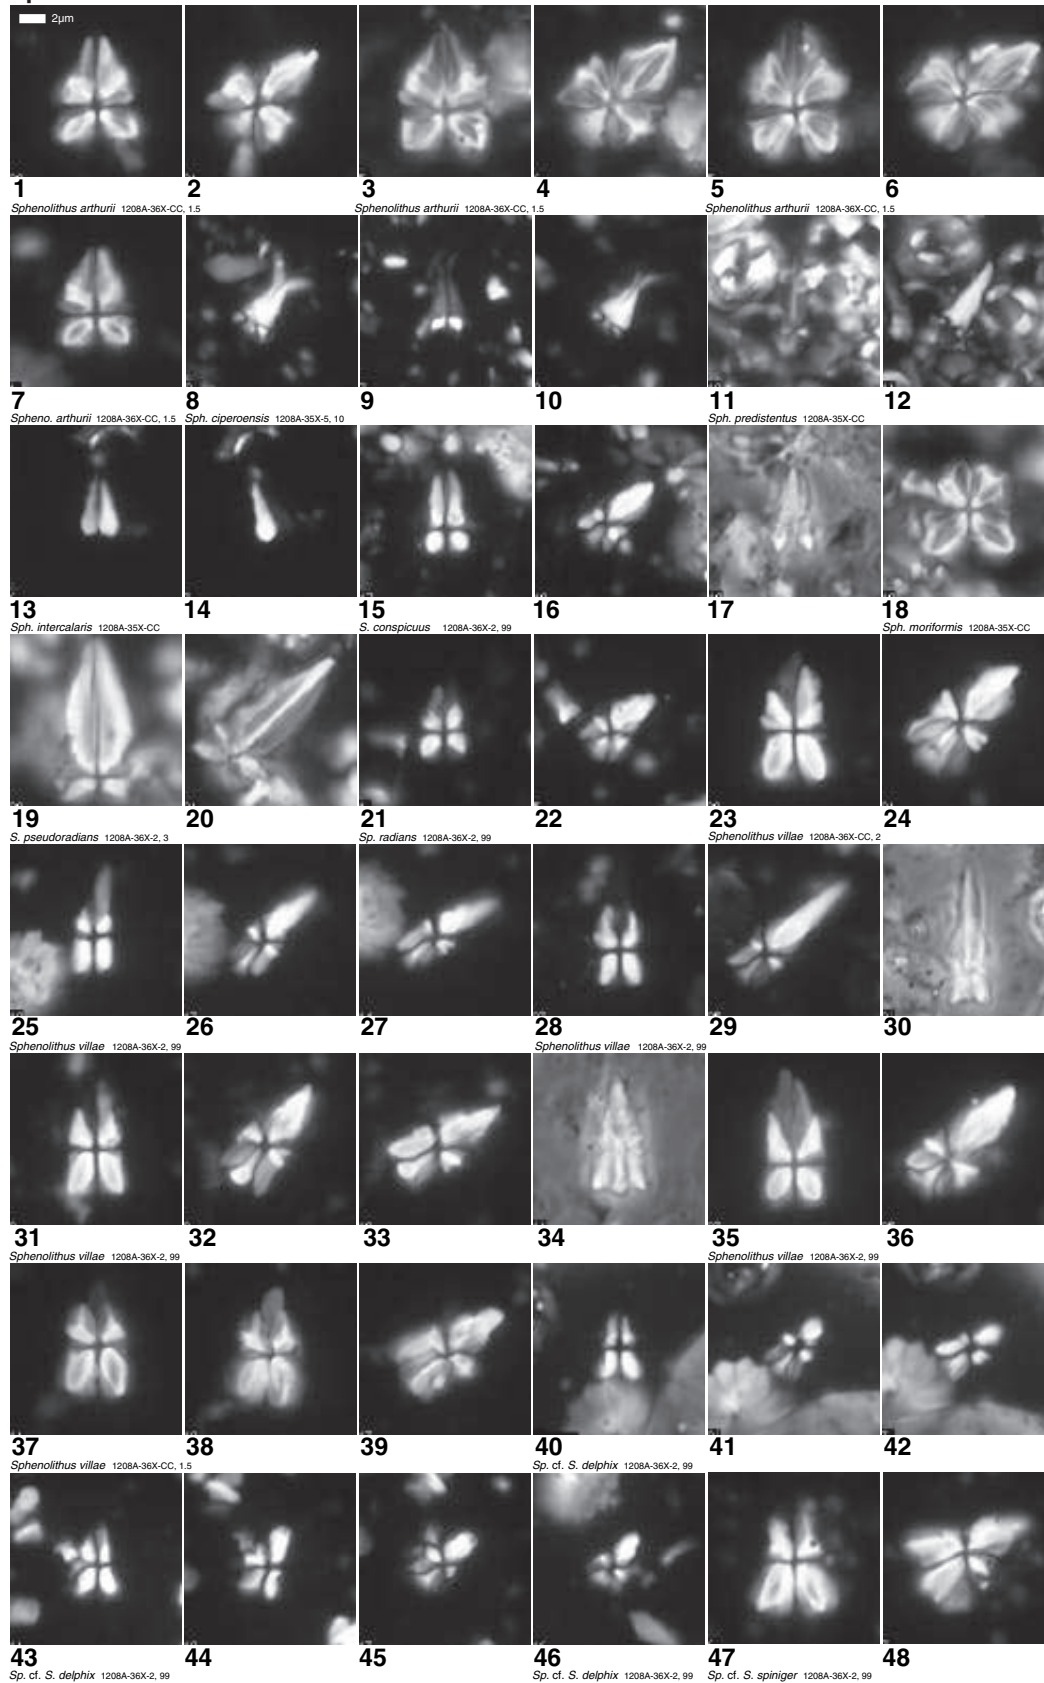 2µm
1 2 3 4 5 6
Sphenolithus arthurii 1208A-36X-CC, 1.5 Sphenolithus arthurii 1208A-36X-CC, 1.5 Sphenolithus arthurii 1208A-36X-CC, 1.5
7 8 9 10 11 12
Spheno. arthurii 1208A-36X-CC, 1.5 Sph. ciperoensis 1208A-35X-5, 10 Sph. predistentus 1208A-35X-CC
13 14 15 16 17 18
Sph. intercalaris 1208A-35X-CC S. conspicuus 1208A-36X-2, 99 Sph. moriformis 1208A-35X-CC
19 20 21 22 23 24
S. pseudoradians 1208A-36X-2, 3 Sp. radians 1208A-36X-2, 99 Sphenolithus villae 1208A-36X-CC, 2
25 26 27 28 29 30
Sphenolithus villae 1208A-36X-2, 99 Sphenolithus villae 1208A-36X-2, 99
31 32 33 34 35 36
Sphenolithus villae 1208A-36X-2, 99 Sphenolithus villae 1208A-36X-2, 99
37 38 39 40 41 42
Sphenolithus villae 1208A-36X-CC, 1.5 Sp. cf. S. delphix 1208A-36X-2, 99
43 44 45 46 47 48
Sp. cf. S. delphix 1208A-36X-2, 99 Sp. cf. S. delphix 1208A-36X-2, 99 Sp. cf. S. spiniger 1208A-36X-2, 99